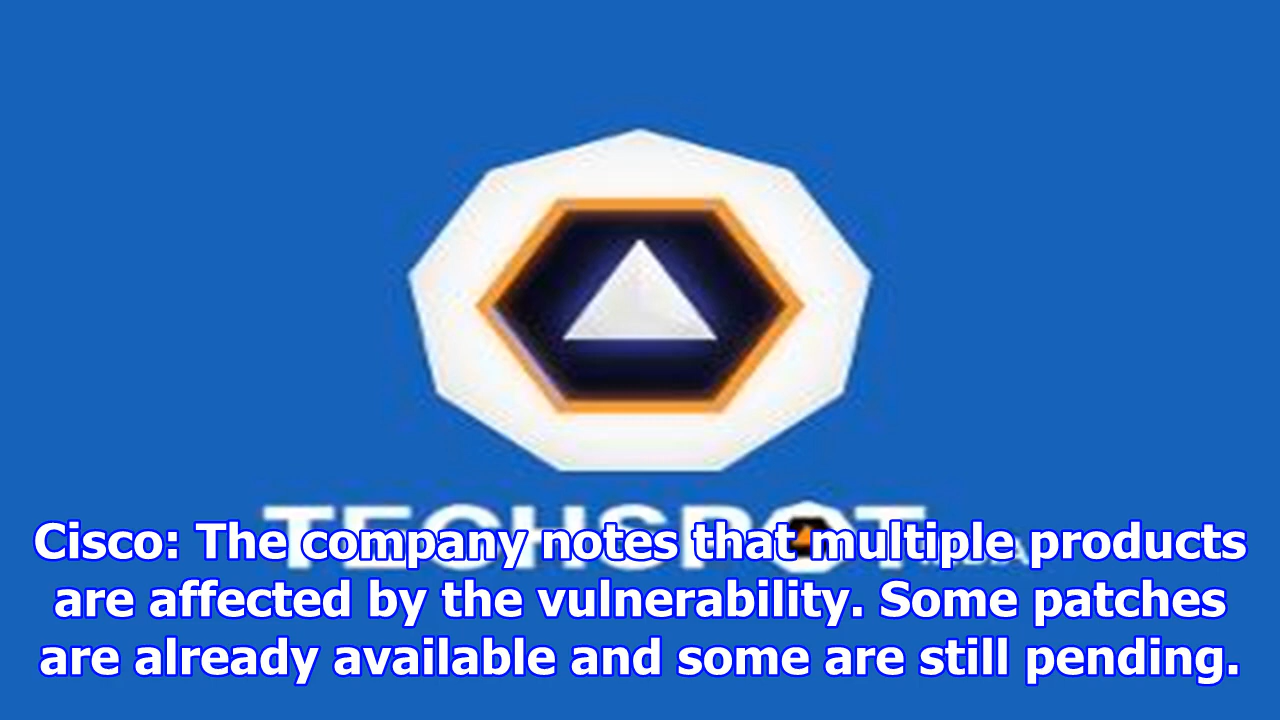 TECHSPOT
Cisco: The company notes that multiple products
are affected by the vulnerability. Some patches
are already available and some are still pending.